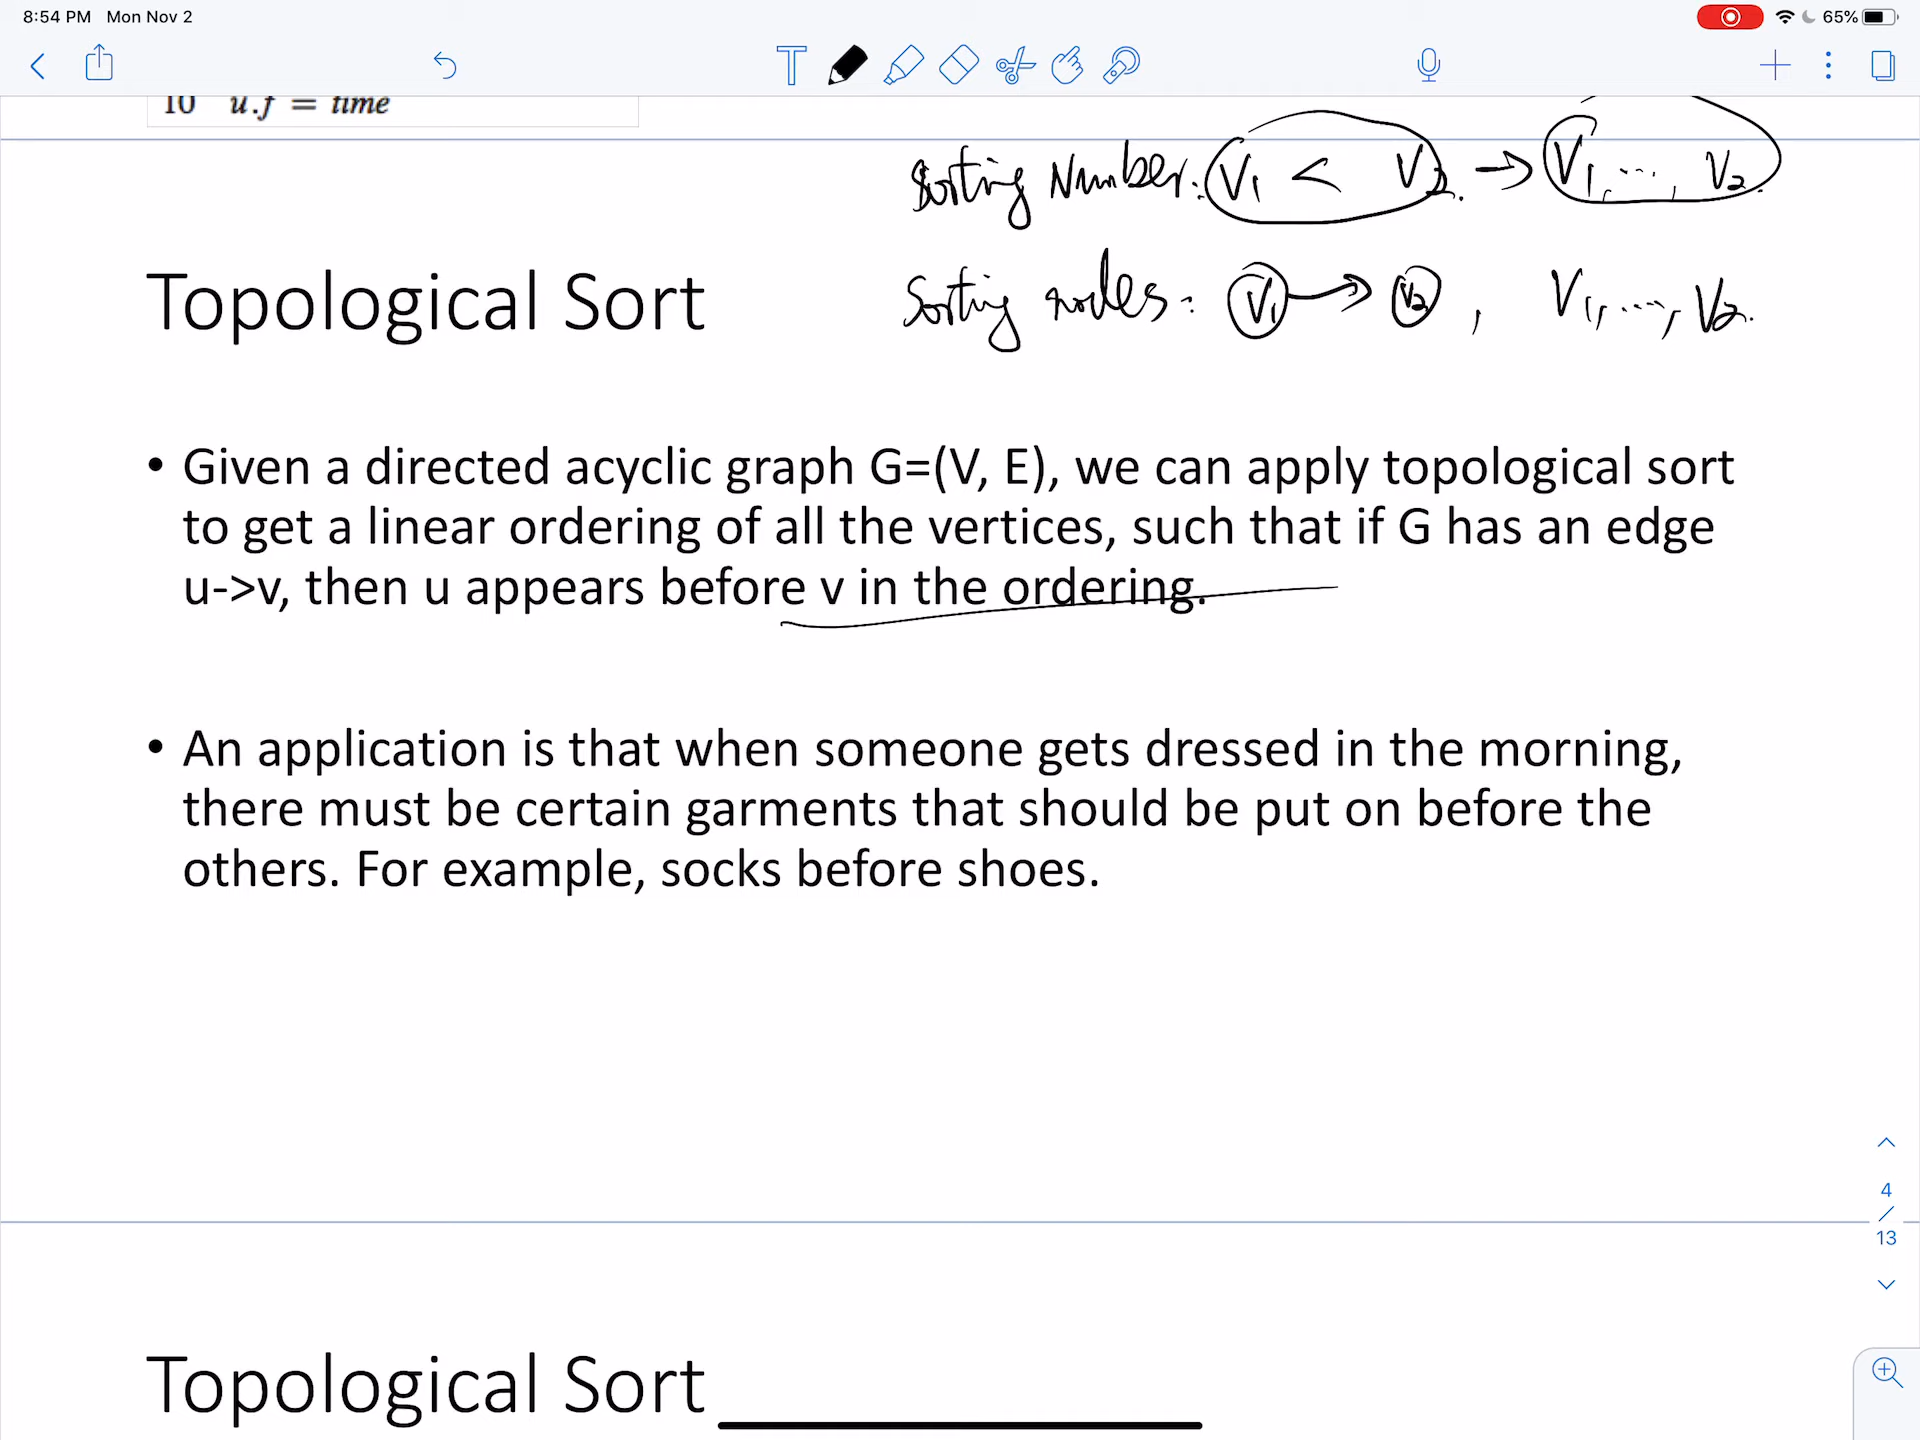 8:54 PM Mon Nov 2
65%
10 u.f = time
Sorting Number: V1 < V2. → V1, ..., V2.
Topological Sort
Sorting nodes: V1 → V2, V1, ..., V2.
• Given a directed acyclic graph G=(V, E), we can apply topological sort
to get a linear ordering of all the vertices, such that if G has an edge
u->v, then u appears before v in the ordering.
• An application is that when someone gets dressed in the morning,
there must be certain garments that should be put on before the
others. For example, socks before shoes.
4
/
13
Topological Sort